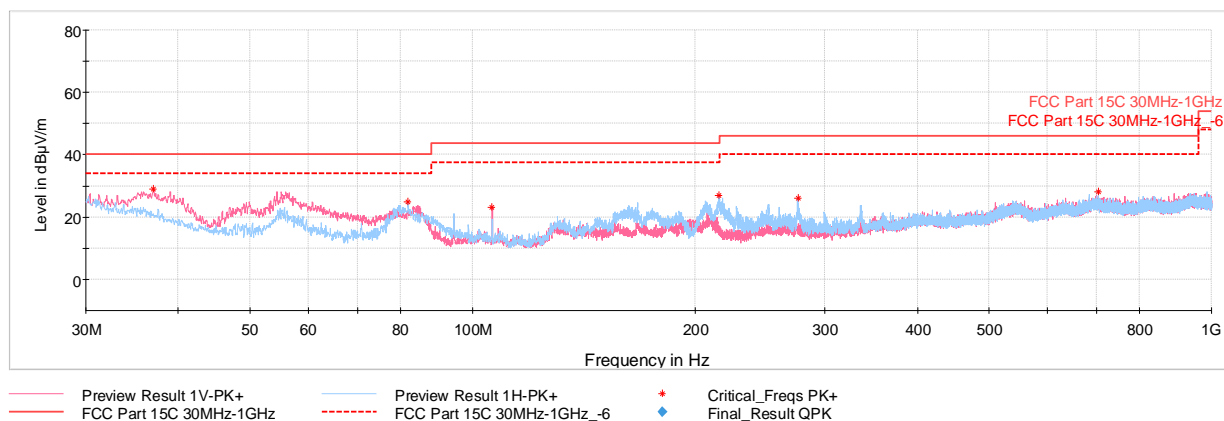 80
60
40
20
0
Level in dBµV/m
FCC Part 15C 30MHz-1GHz
FCC Part 15C 30MHz-1GHz_-6
30M 50 60 80 100M 200 300 400 500 800 1G
Frequency in Hz
Preview Result 1V-PK+ Preview Result 1H-PK+ Critical_Freqs PK+
FCC Part 15C 30MHz-1GHz FCC Part 15C 30MHz-1GHz_-6 Final_Result QPK